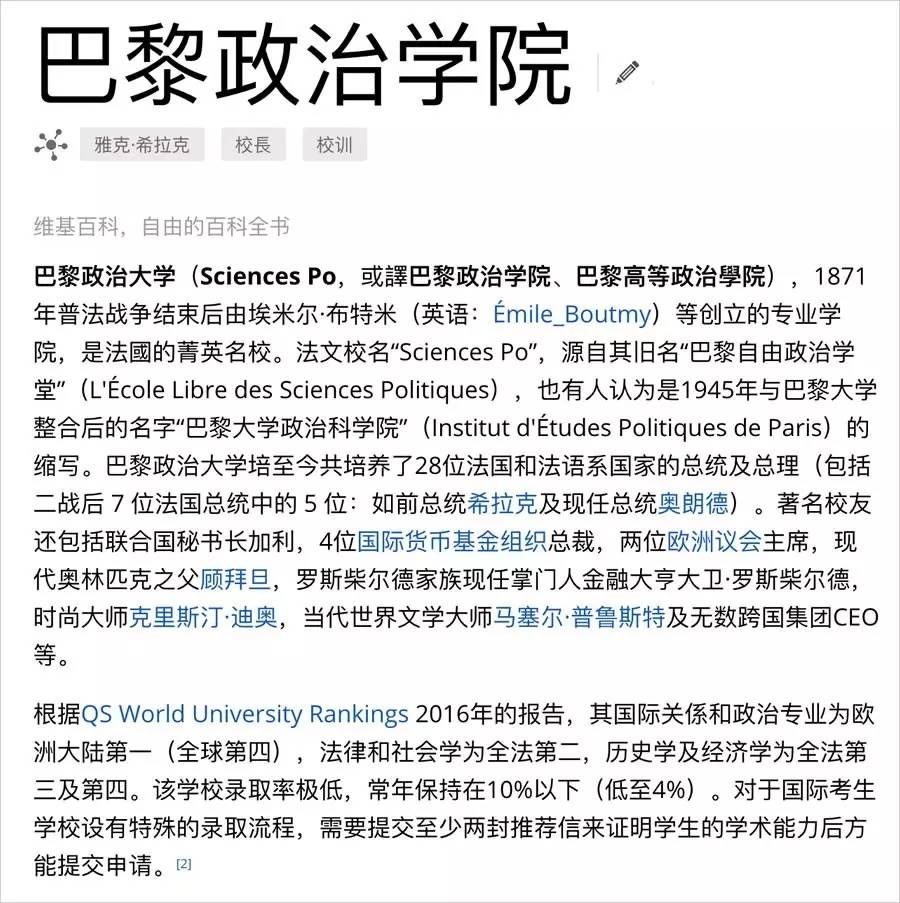 巴黎政治学院
雅克·希拉克 校長 校训
维基百科，自由的百科全书
巴黎政治大学（Sciences Po，或譯巴黎政治学院、巴黎高等政治學院），1871
年普法战争结束后由埃米尔·布特米（英语：Émile_Boutmy）等创立的专业学
院，是法國的菁英名校。法文校名“Sciences Po”，源自其旧名“巴黎自由政治学
堂”（L'École Libre des Sciences Politiques），也有人认为是1945年与巴黎大学
整合后的名字“巴黎大学政治科学院”（Institut d'Études Politiques de Paris）的
缩写。巴黎政治大学培至今共培养了28位法国和法语系国家的总统及总理（包括
二战后 7 位法国总统中的 5 位：如前总统希拉克及现任总统奥朗德）。著名校友
还包括联合国秘书长加利，4位国际货币基金组织总裁，两位欧洲议会主席，现
代奥林匹克之父顾拜旦，罗斯柴尔德家族现任掌门人金融大亨大卫·罗斯柴尔德，
时尚大师克里斯汀·迪奥，当代世界文学大师马塞尔·普鲁斯特及无数跨国集团CEO
等。
根据QS World University Rankings 2016年的报告，其国际关係和政治专业为欧
洲大陆第一（全球第四），法律和社会学为全法第二，历史学及经济学为全法第
三及第四。该学校录取率极低，常年保持在10%以下（低至4%）。对于国际考生
学校设有特殊的录取流程，需要提交至少两封推荐信来证明学生的学术能力后方
能提交申请。[2]